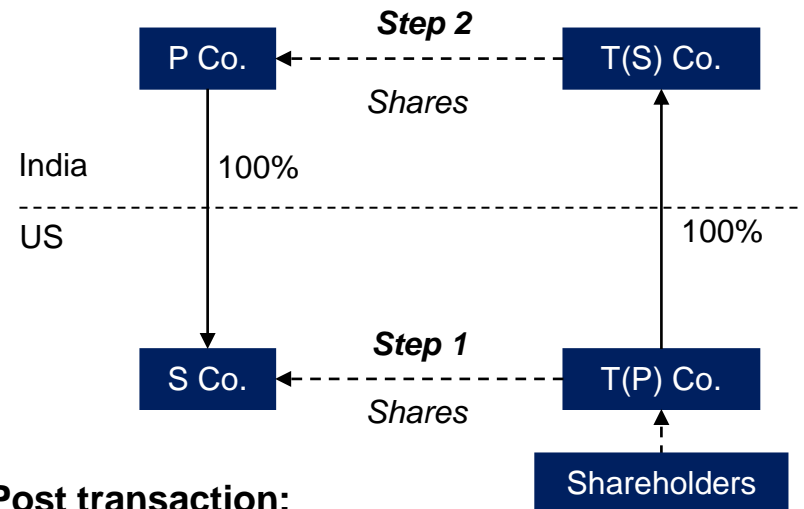 Step 2
P Co.
T(S) Co.
Shares
India
100%
US
100%
Step 1
S Co.
T(P) Co.
Shares
Shareholders
Post transaction: